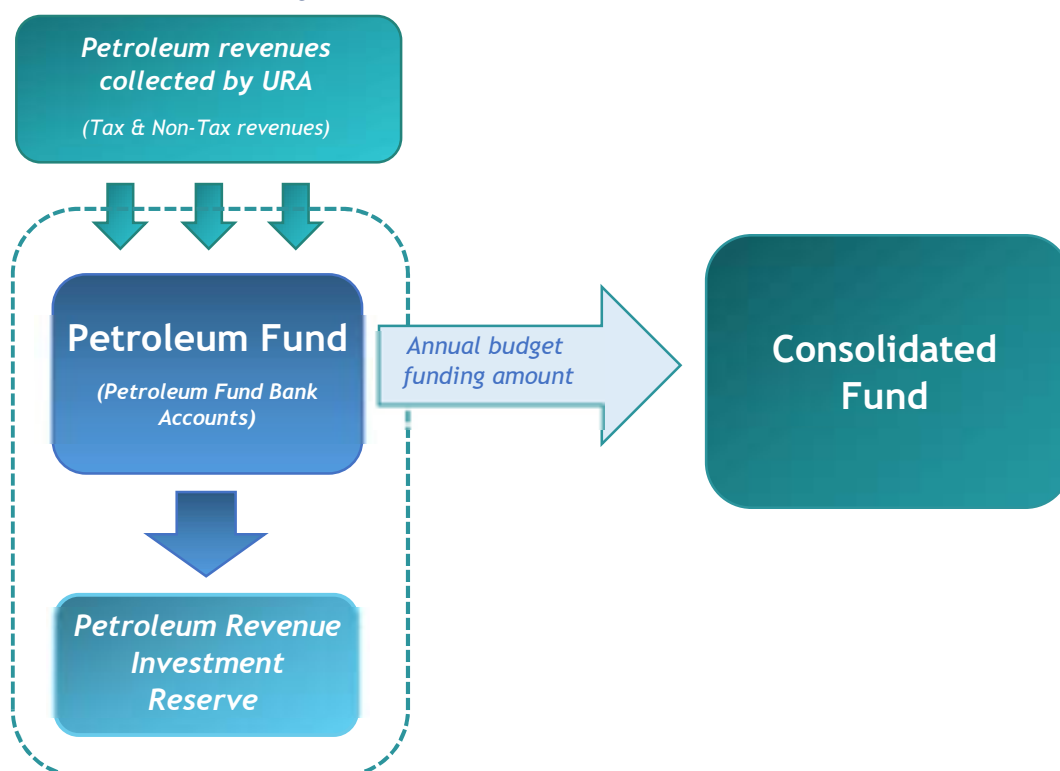 Petroleum revenues
collected by URA
(Tax & Non-Tax revenues)
Petroleum Fund
(Petroleum Fund Bank
Accounts)
Annual budget
funding amount
Consolidated
Fund
Petroleum Revenue
Investment
Reserve